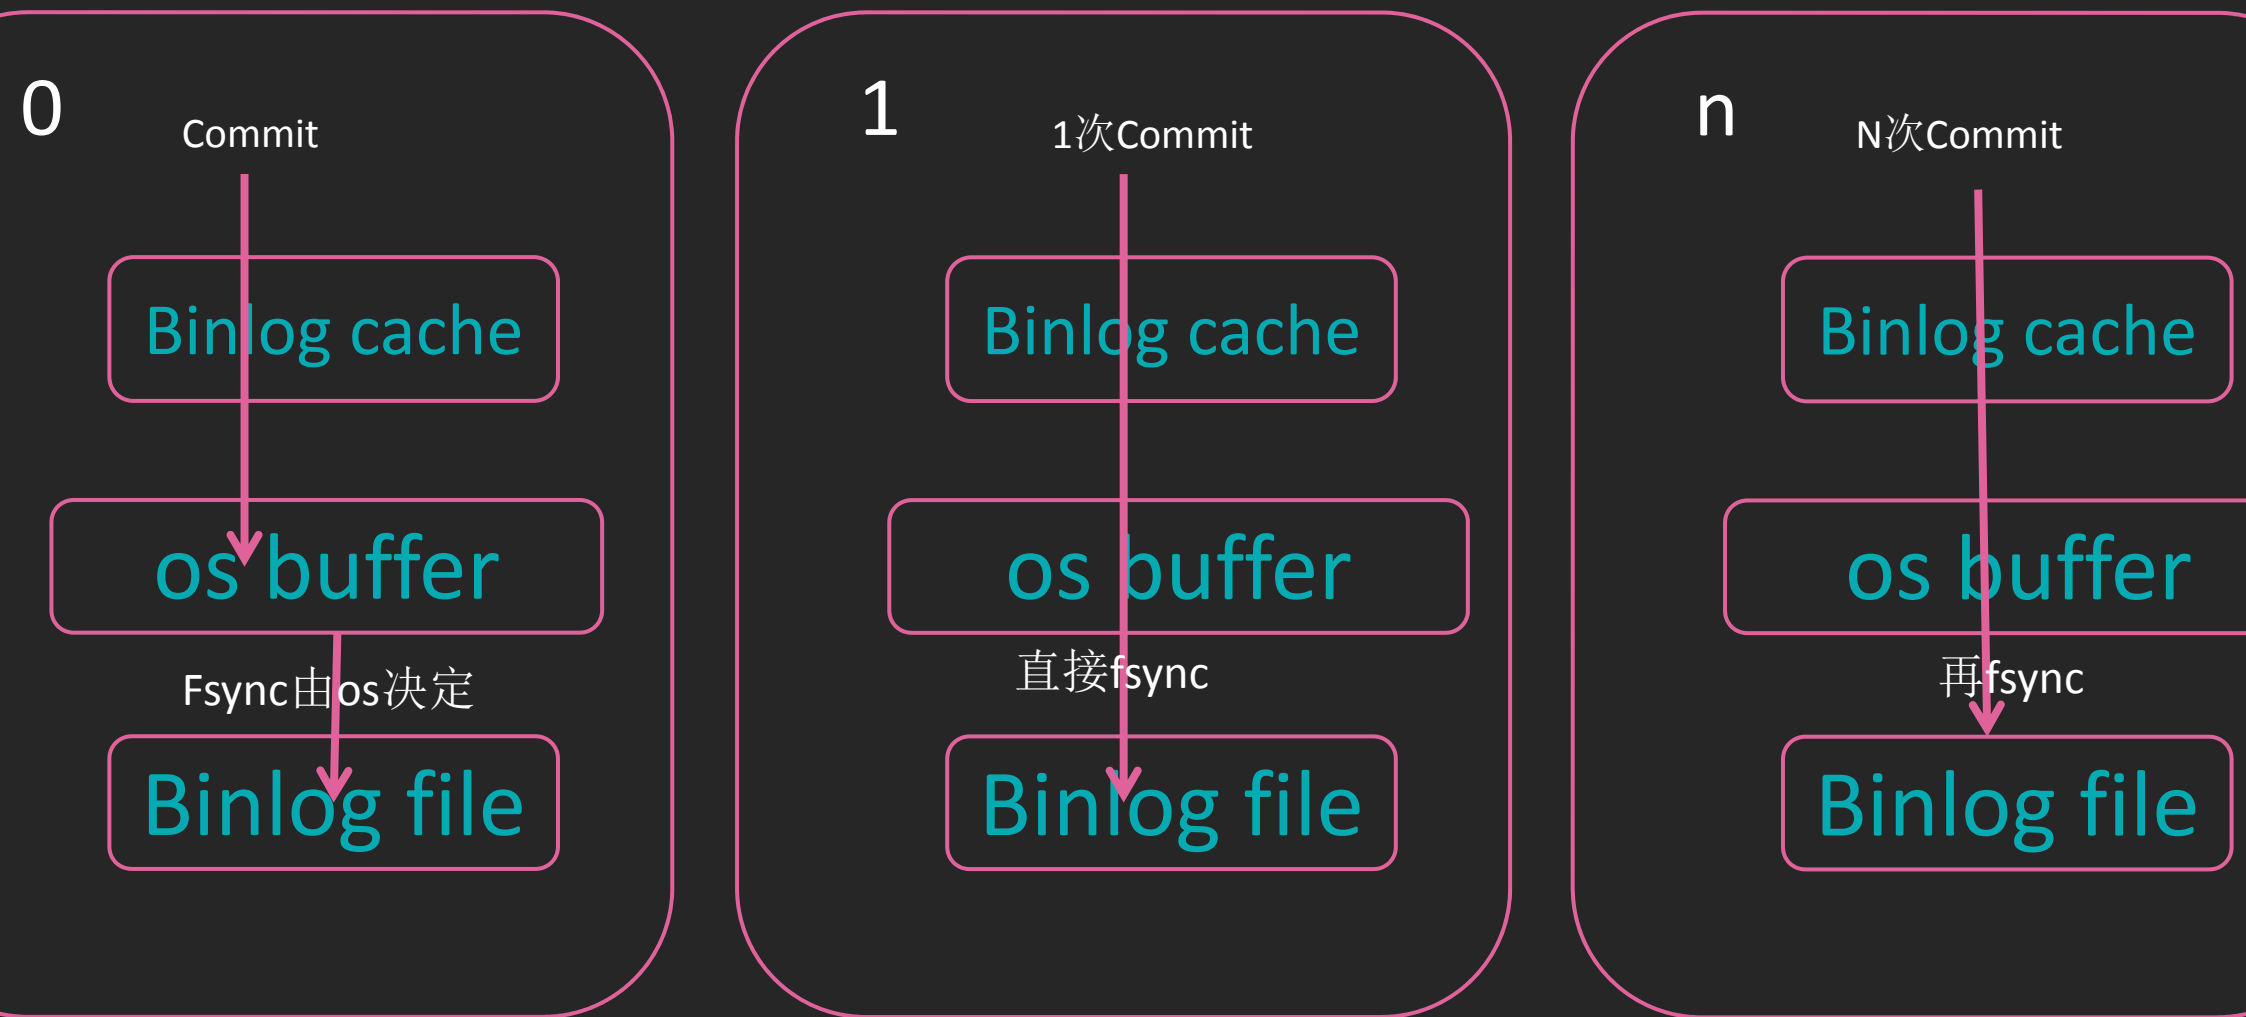 0
Commit
Binlog cache
os buffer
Fsync由os决定
Binlog file
1
1次Commit
Binlog cache
os buffer
直接fsync
Binlog file
n
N次Commit
Binlog cache
os buffer
再fsync
Binlog file